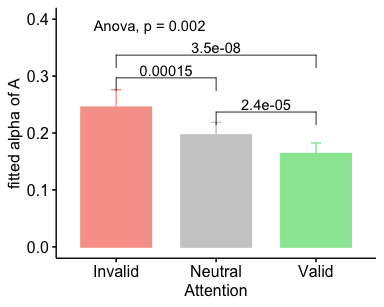 Anova, p = 0.002
3.5e-08
0.00015
2.4e-05
fitted alpha of A
0.4
0.3
0.2
0.1
0.0
Invalid
Neutral
Valid
Attention